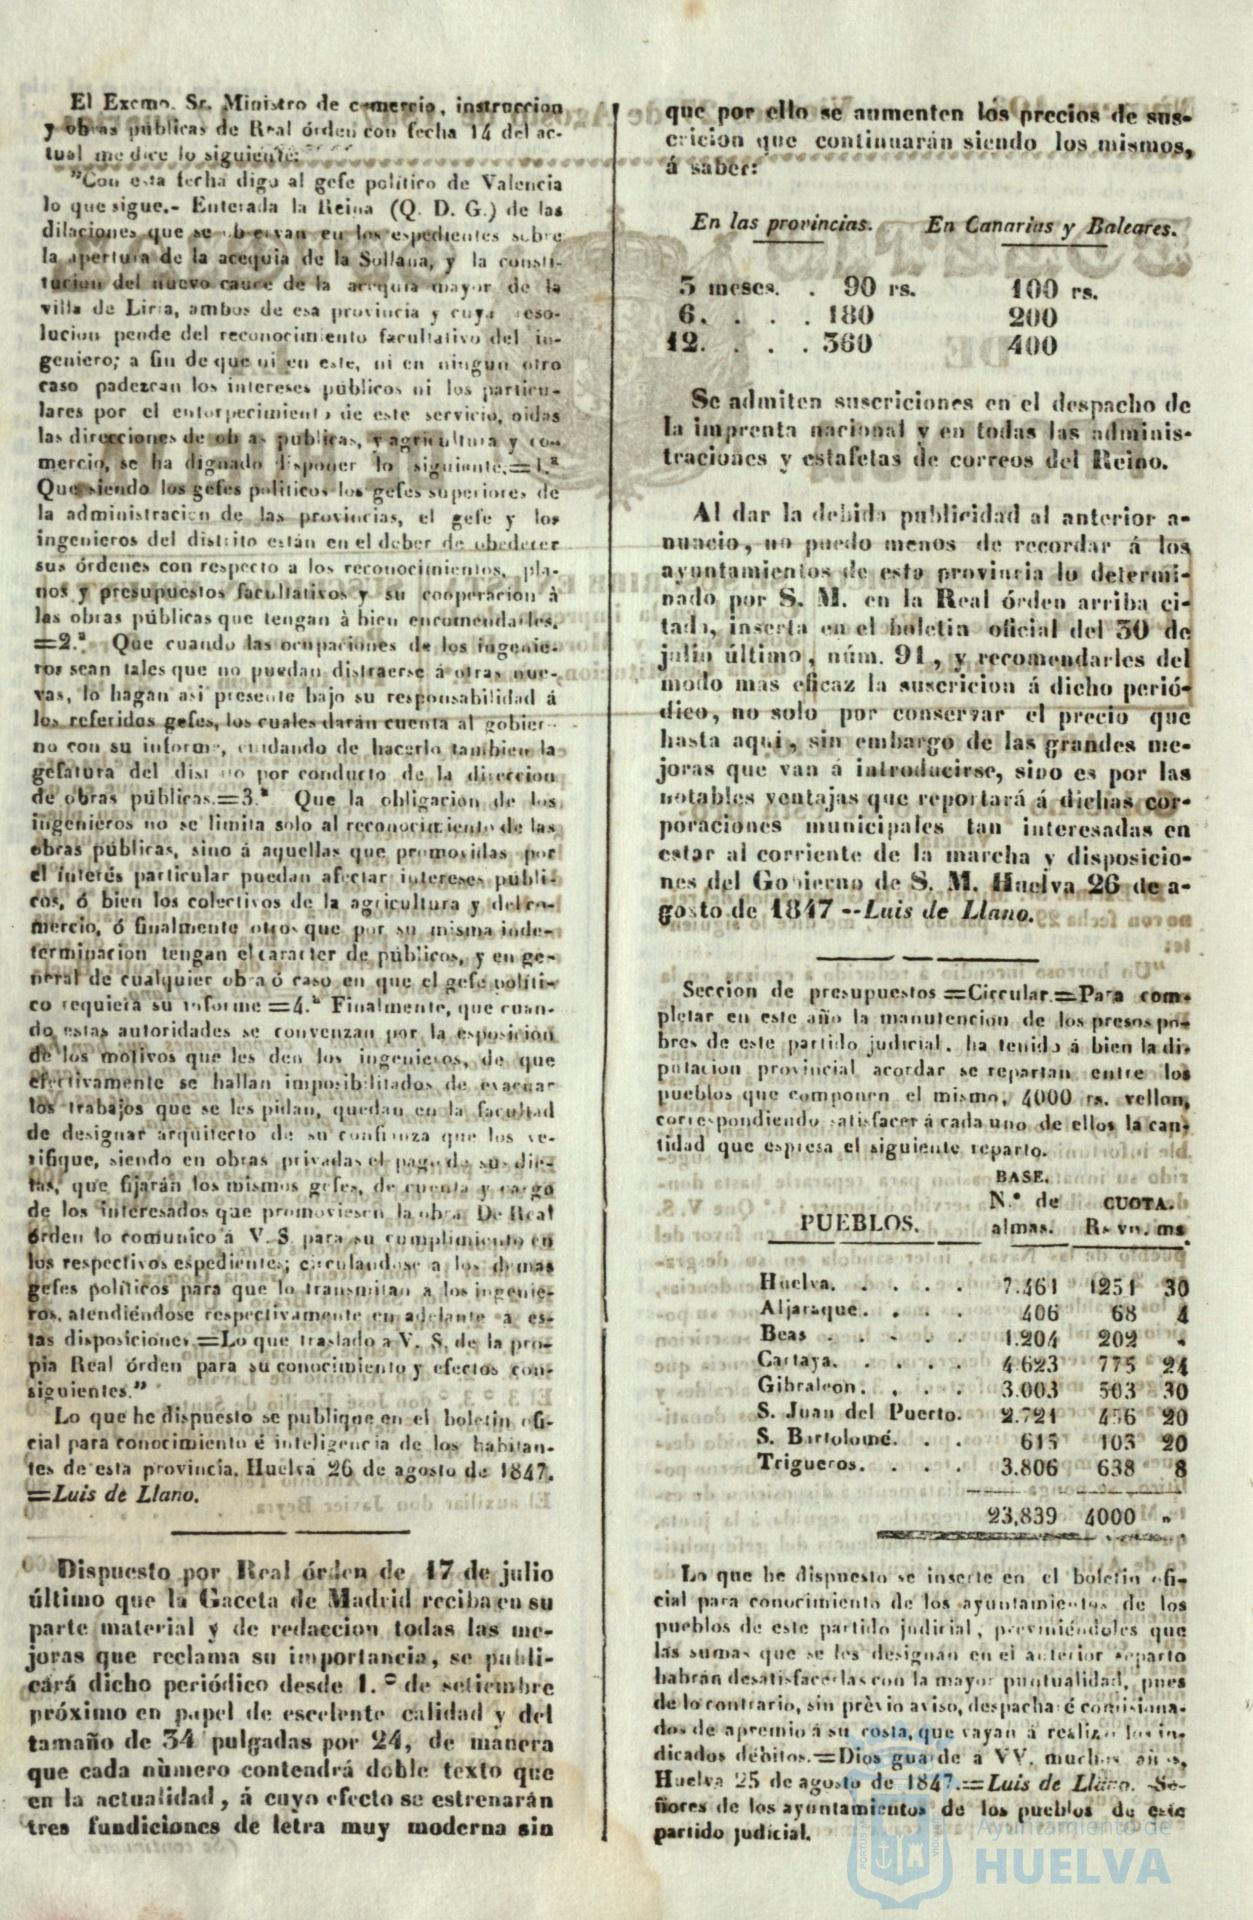 El Excmo. Sr. Ministro de comercio, instruccion
y obras públicas de Real órden con fecha 14 del ac-
tual me dice lo siguiente:
"Con esta fecha digo al gefe político de Valencia
lo que sigue.- Enterada la Reina (Q. D. G.) de las
dilaciones que se observan en los espedientes sobre
la apertura de la acequia de la Sollana, y la consti-
tucion del nuevo cauce de la acequia mayor de la
villa de Liria, ambos de esa provincia y cuya reso-
lucion pende del reconocimiento facultativo del in-
geniero; a fin de que ni en este, ni en ningun otro
caso padezcan los intereses públicos ni los particu-
lares por el entorpecimiento de este servicio, oidas
las direcciones de obras públicas, y agricultura y co-
mercio, se ha dignado disponer lo siguiente.=1.ª
Que siendo los gefes políticos los gefes superiores de
la administracion de las provincias, el gefe y los
ingenieros del distrito están en el deber de obedecer
sus órdenes con respecto a los reconocimientos, pla-
nos y presupuestos facultativos y su cooperacion à
las obras públicas que tengan à bien encomendarles.
=2.ª Que cuando las ocupaciones de los ingenie-
ros sean tales que no puedan distraerse á otras nue-
vas, lo hagan asi presente bajo su responsabilidad á
los referidos gefes, los cuales darán cuenta al gobier-
no con su informe, cuidando de hacerlo tambien la
gefatura del distrito por conducto de la direccion
de obras públicas.=3.ª Que la obligacion de los
ingenieros no se limita solo al reconocimiento de las
obras públicas, sino á aquellas que promovidas por
el interés particular puedan afectar intereses públi-
cos, ó bien los colectivos de la agricultura y del co-
mercio, ó finalmente otros que por su misma inde-
terminacion tengan el caracter de públicos, y en ge-
neral de cualquier obra ó caso en que el gefe políti-
co requiera su informe=4.ª Finalmente, que cuan-
do estas autoridades se convenzan por la esposicion
de los motivos que les den los ingenieros, de que
efectivamente se hallan imposibilitados de evacuar
los trabajos que se les pidan, quedan en la facultad
de designar arquitecto de su confianza que los ve-
rifique, siendo en obras privadas el pago de sus die-
tas, que fijarán los mismos gefes, de cuenta y cargo
de los interesados que promoviesen la obra. De Real
órden lo comunico á V. S. para su cumplimiento en
los respectivos espedientes; circulandose a los demas
gefes políticos para que lo transmitan a los ingenie-
ros, atendiéndose respectivamente en adelante á es-
tas disposiciones.=Lo que traslado a V. S. de la pro-
pia Real órden para su conocimiento y efectos con-
siguientes."
Lo que he dispuesto se publique en el boletin ofi-
cial para conocimiento é inteligencia de los habitan-
tes de esta provincia. Huelva 26 de agosto de 1847.
=Luis de Llano.
Dispuesto por Real órden de 17 de julio
último que la Gaceta de Madrid reciba en su
parte material y de redaccion todas las me-
joras que reclama su importancia, se publi-
cará dicho periódico desde 1.º de setiembre
próximo en papel de escelente calidad y del
tamaño de 34 pulgadas por 24, de manera
que cada nùmero contendrá doble texto que
en la actualidad, á cuyo efecto se estrenarán
tres fundiciones de letra muy moderna sin
que por ello se aumenten los precios de sus-
cricion que continuarán siendo los mismos,
á saber:
En las provincias. En Canarias y Baleares.
3 meses. . 90 rs. 100 rs.
6. . . . 180 200
12. . . . 360 400
Se admiten suscriciones en el despacho de
la imprenta nacional y en todas las adminis-
traciones y estafetas de correos del Reino.
Al dar la debida publicidad al anterior a-
nuncio, no puedo menos de recordar á los
ayuntamientos de esta provincia lo determi-
nado por S. M. en la Real órden arriba ci-
tada, inserta en el boletin oficial del 30 de
julio último, núm. 91, y recomendarles del
modo mas eficaz la suscricion á dicho perió-
dico, no solo por conservar el precio que
hasta aqui, sin embargo de las grandes me-
joras que van á introducirse, sino es por las
notables ventajas que reportará á dichas cor-
poraciones municipales tan interesadas en
estar al corriente de la marcha y disposicio-
nes del Gobierno de S. M. Huelva 26 de a-
gosto de 1847--Luis de Llano.
Seccion de presupuestos=Circular.=Para com-
pletar en este año la manutencion de los presos po-
bres de este partido judicial, ha tenido á bien la di-
putacion provincial acordar se repartan entre los
pueblos que componen el mismo, 4000 rs. vellon,
correspondiendo satisfacer á cada uno de ellos la can-
tidad que espresa el siguiente reparto.
BASE.
N.º de CUOTA.
PUEBLOS. almas. Rs vn. ms.
Huelva. . . . . 7.461 1251 30
Aljaraque. . . . 406 68 4
Beas . . . . . 1.204 202 „
Cartaya. . . . . 4.623 775 24
Gibraleon. . . . 3.003 503 30
S. Juan del Puerto. 2.721 456 20
S. Bartolomé. . . 615 103 20
Trigueros. . . . 3.806 638 8
23,839 4000 „
Lo que he dispuesto se inserte en el boletin ofi-
cial para conocimiento de los ayuntamientos de los
pueblos de este partido judicial, previniéndoles que
las sumas que se les designan en el anterior reparto
habrán de satisfacerlas con la mayor puntualidad, pues
de lo contrario, sin prèvio aviso, despacharé comisiona-
dos de apremio á su costa, que vayan á realizar los in-
dicados débitos.=Dios guarde á VV. muchos años.
Huelva 25 de agosto de 1847.=Luis de Llano. Se-
ñores de los ayuntamientos de los pueblos de este
partido judicial.
Ayuntamiento de
HUELVA